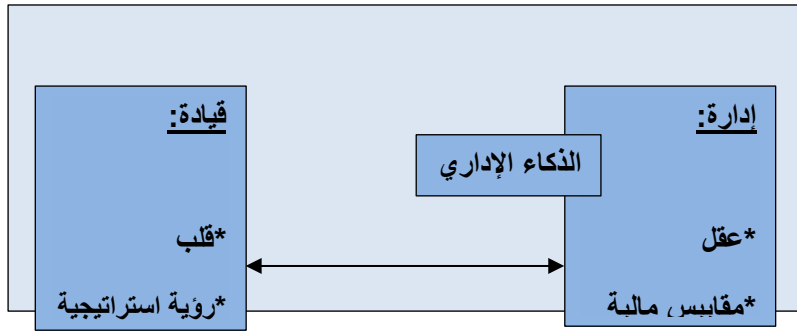 إدارة:
قيادة:
الذكاء الإداري
*عقل
*قلب
*مقاييس مالية
*رؤية استراتيجية